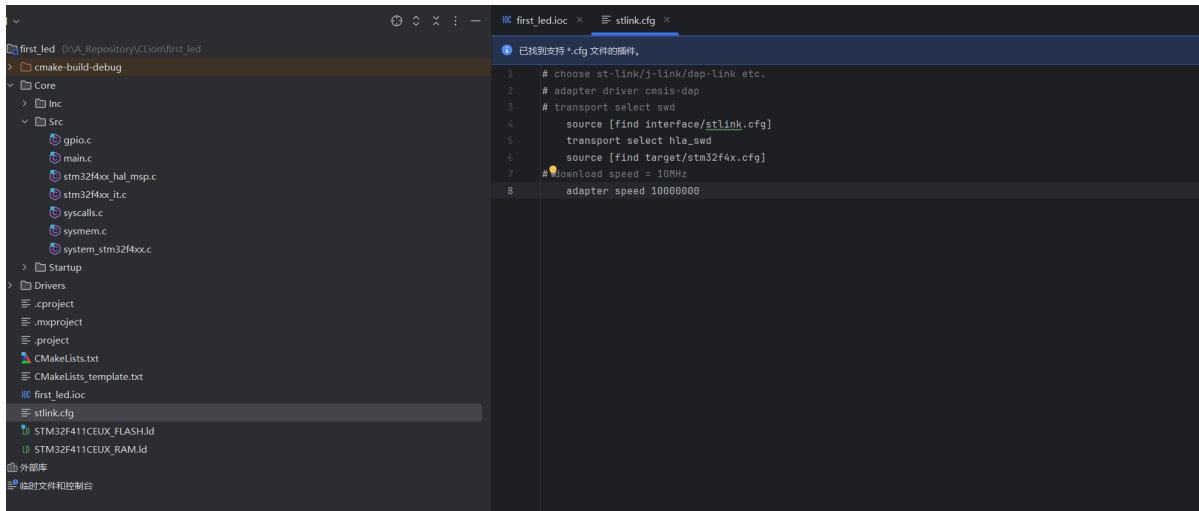 first_led D:\A_Repository\CLion\first_led
cmake-build-debug
Core
Inc
Src
gpio.c
main.c
stm32f4xx_hal_msp.c
stm32f4xx_it.c
syscalls.c
sysmem.c
system_stm32f4xx.c
Startup
Drivers
.cproject
.mxproject
.project
CMakeLists.txt
CMakeLists_template.txt
IOC first_led.ioc
stlink.cfg
LD STM32F411CEUX_FLASH.ld
LD STM32F411CEUX_RAM.ld
外部库
临时文件和控制台
IOC first_led.ioc × stlink.cfg ×
已找到支持 *.cfg 文件的插件。
1 # choose st-link/j-link/dap-link etc.
2 # adapter driver cmsis-dap
3 # transport select swd
4 source [find interface/stlink.cfg]
5 transport select hla_swd
6 source [find target/stm32f4x.cfg]
7 # download speed = 10MHz
8 adapter speed 10000000